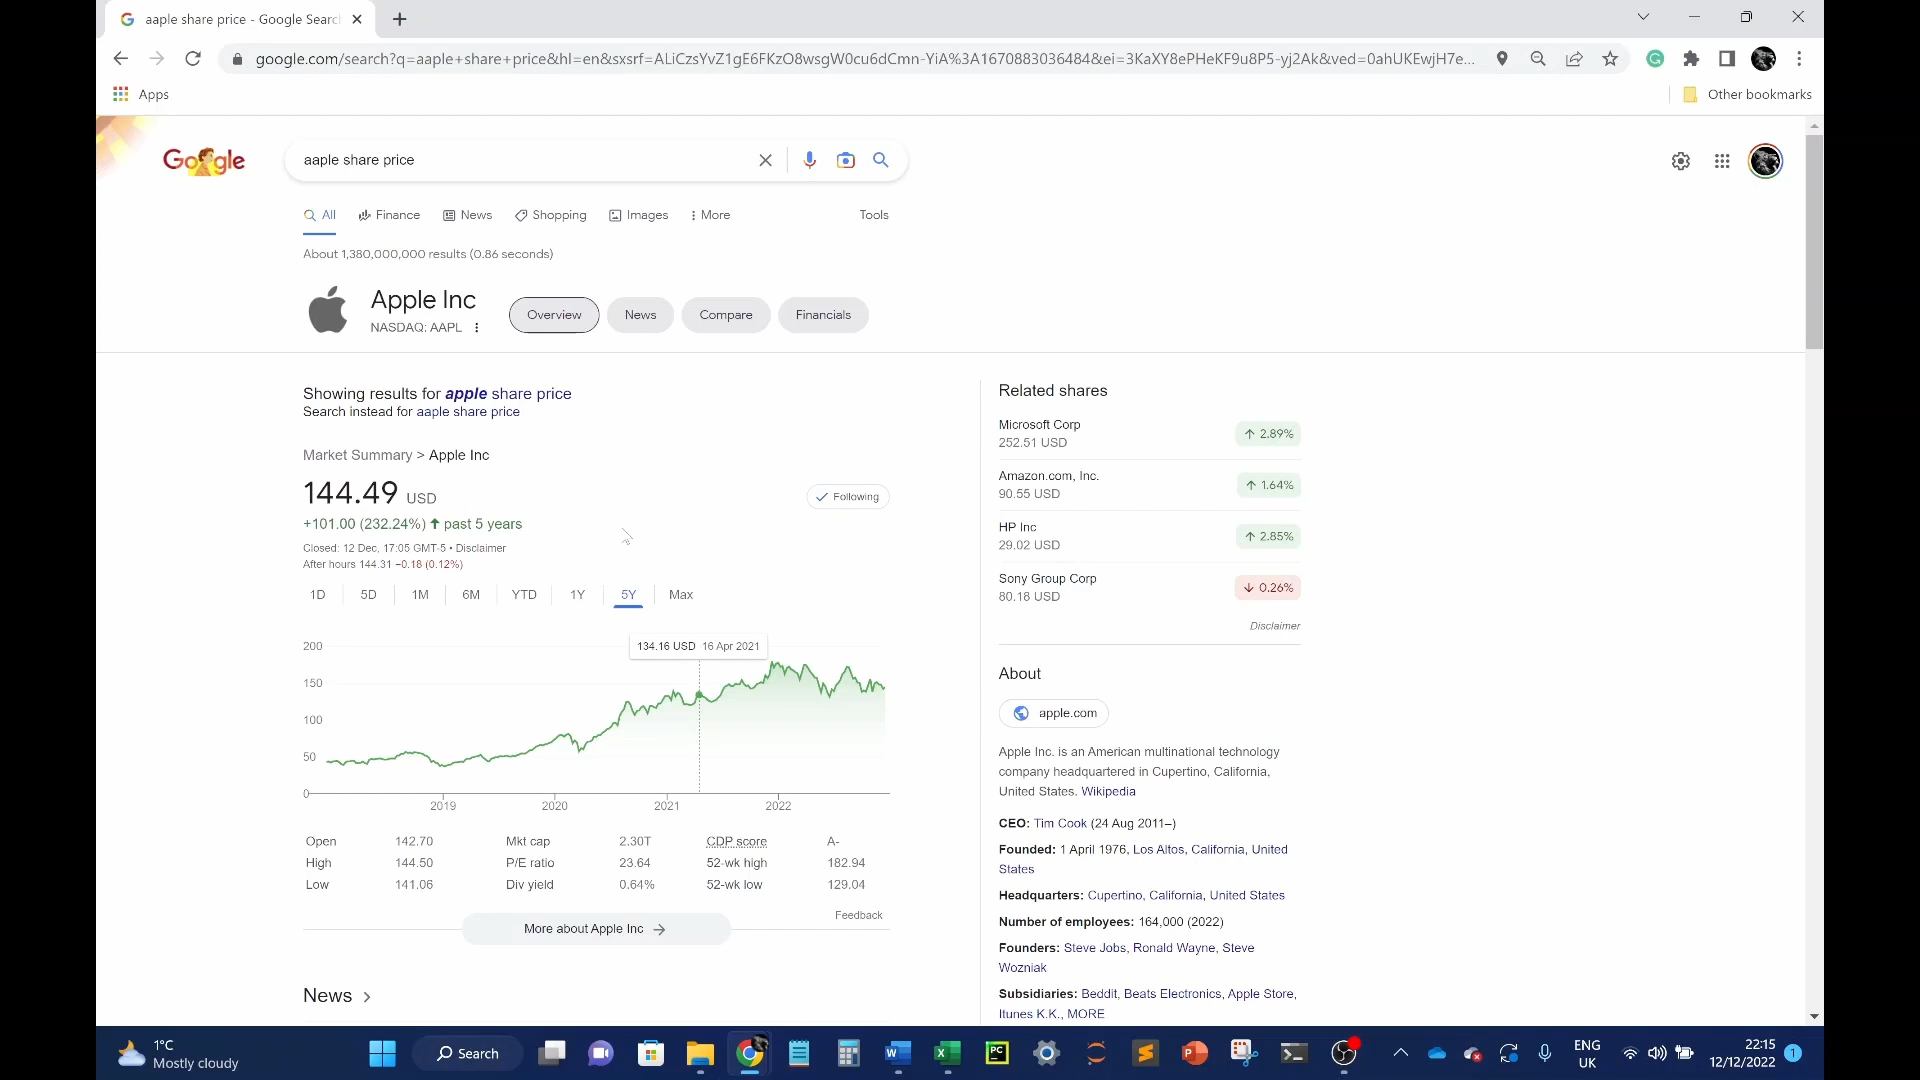 aaple share price - Google Search
google.com/search?q=aaple+share+price&hl=en&sxsrf=ALiCzsYvZ1gE6FKzO8wsgW0cu6dCmn-YiA%3A1670883036484&ei=3KaXY8ePHeKF9u8P5-yj2Ak&ved=0ahUKEwjH7e...
Apps
Other bookmarks
Google
aaple share price
All Finance News Shopping Images More Tools
About 1,380,000,000 results (0.86 seconds)
Apple Inc
NASDAQ: AAPL
Overview News Compare Financials
Showing results for apple share price
Search instead for aaple share price
Market Summary > Apple Inc
144.49 USD
Following
+101.00 (232.24%) ↑ past 5 years
Closed: 12 Dec, 17:05 GMT-5 • Disclaimer
After hours 144.31 −0.18 (0.12%)
1D 5D 1M 6M YTD 1Y 5Y Max
134.16 USD 16 Apr 2021
200
150
100
50
0
2019 2020 2021 2022
Open 142.70 Mkt cap 2.30T CDP score A-
High 144.50 P/E ratio 23.64 52-wk high 182.94
Low 141.06 Div yield 0.64% 52-wk low 129.04
Feedback
More about Apple Inc →
News >
Related shares
Microsoft Corp
252.51 USD
↑ 2.89%
Amazon.com, Inc.
90.55 USD
↑ 1.64%
HP Inc
29.02 USD
↑ 2.85%
Sony Group Corp
80.18 USD
↓ 0.26%
Disclaimer
About
apple.com
Apple Inc. is an American multinational technology
company headquartered in Cupertino, California,
United States. Wikipedia
CEO: Tim Cook (24 Aug 2011–)
Founded: 1 April 1976, Los Altos, California, United
States
Headquarters: Cupertino, California, United States
Number of employees: 164,000 (2022)
Founders: Steve Jobs, Ronald Wayne, Steve
Wozniak
Subsidiaries: Beddit, Beats Electronics, Apple Store,
Itunes K.K., MORE
1°C
Mostly cloudy
Search
PC
ENG
UK
22:15
12/12/2022
1